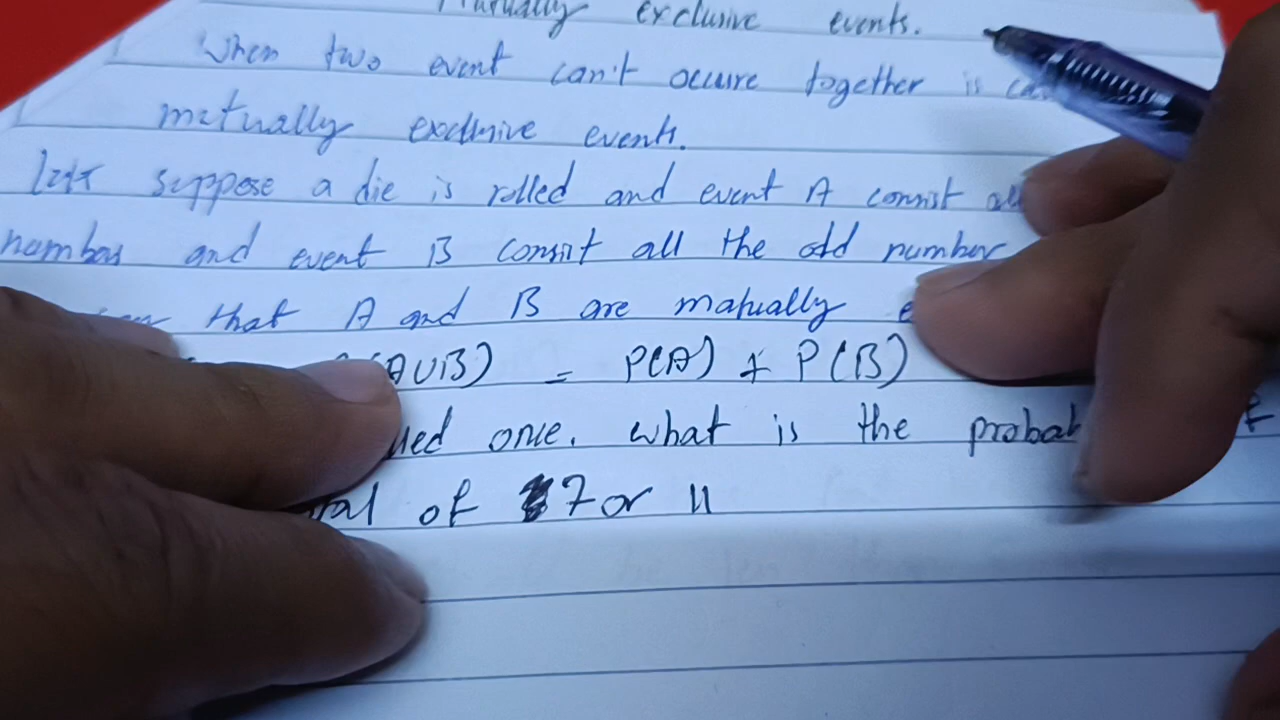 Mutually exclusive events.
When two event can't occure together is
mutually exclusive events.
suppose a die is rolled and event A consist all
numbers and event B consist all the odd number
that A and B are matually
P(AUB) = P(A) + P(B)
once. what is the
of 7 or 11